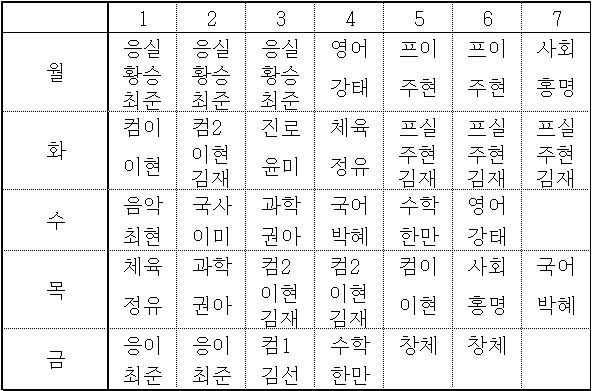 1 2 3 4 5 6 7
응실 응실 응실 영어 프이 프이 사회
월
황승 황승 황승 강태 주현 주현 홍명
최준 최준 최준
컴이 컴2 진로 체육 프실 프실 프실
화
이현 이현 윤미 정유 주현 주현 주현
김재 김재 김재 김재
음악 국사 과학 국어 수학 영어
수
최현 이미 권아 박혜 한만 강태
체육 과학 컴2 컴2 컴이 사회 국어
목
정유 권아 이현 이현 이현 홍명 박혜
김재 김재
응이 응이 컴1 수학 창체 창체
금
최준 최준 김선 한만